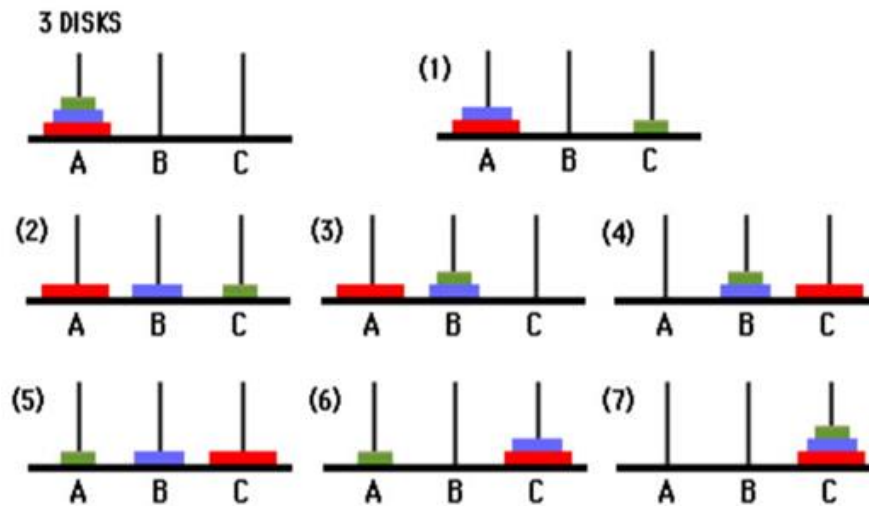 3 DISKS
A B C
(1)
A B C
(2)
A B C
(3)
A B C
(4)
A B C
(5)
A B C
(6)
A B C
(7)
A B C